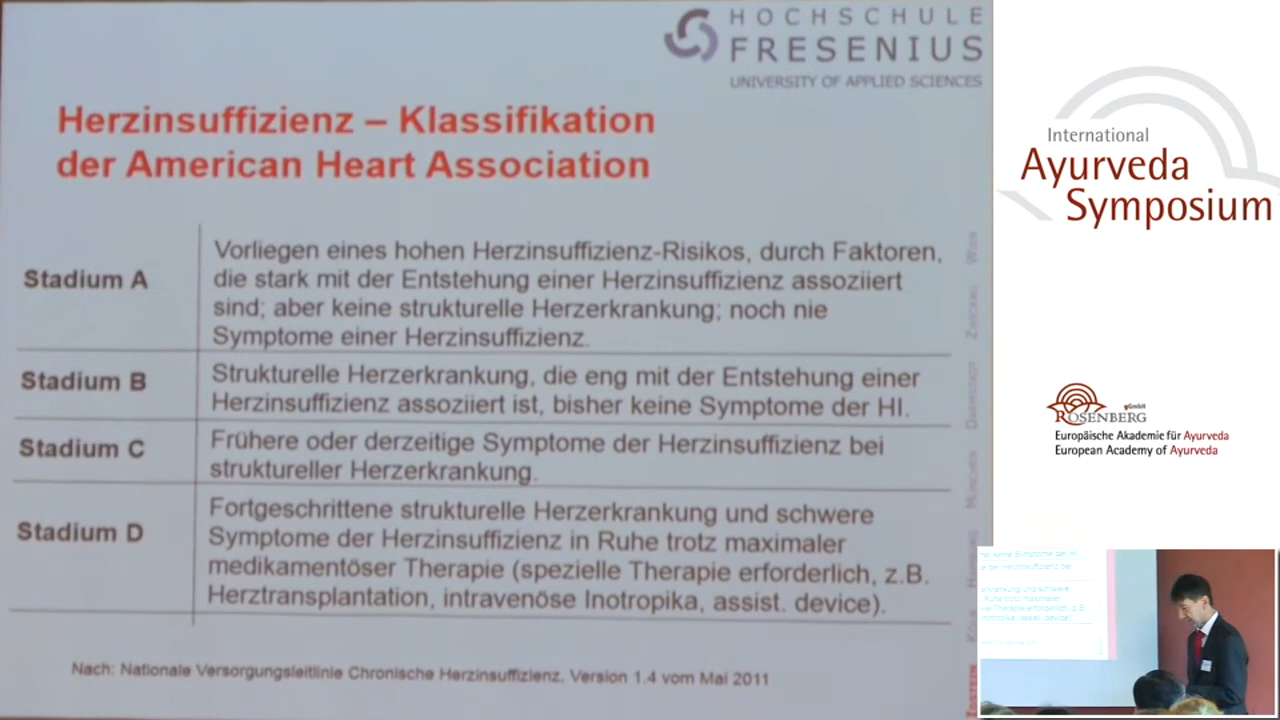 HOCHSCHULE
FRESENIUS
UNIVERSITY OF APPLIED SCIENCES
Herzinsuffizienz – Klassifikation
der American Heart Association
Stadium A
Vorliegen eines hohen Herzinsuffizienz-Risikos, durch Faktoren,
die stark mit der Entstehung einer Herzinsuffizienz assoziiert
sind; aber keine strukturelle Herzerkrankung; noch nie
Symptome einer Herzinsuffizienz.
Stadium B
Strukturelle Herzerkrankung, die eng mit der Entstehung einer
Herzinsuffizienz assoziiert ist, bisher keine Symptome der HI.
Stadium C
Frühere oder derzeitige Symptome der Herzinsuffizienz bei
struktureller Herzerkrankung.
Stadium D
Fortgeschrittene strukturelle Herzerkrankung und schwere
Symptome der Herzinsuffizienz in Ruhe trotz maximaler
medikamentöser Therapie (spezielle Therapie erforderlich, z.B.
Herztransplantation, intravenöse Inotropika, assist. device).
Nach: Nationale Versorgungsleitlinie Chronische Herzinsuffizienz, Version 1.4 vom Mai 2011
International
Ayurveda
Symposium
gGmbH
ROSENBERG
Europäische Akademie für Ayurveda
European Academy of Ayurveda